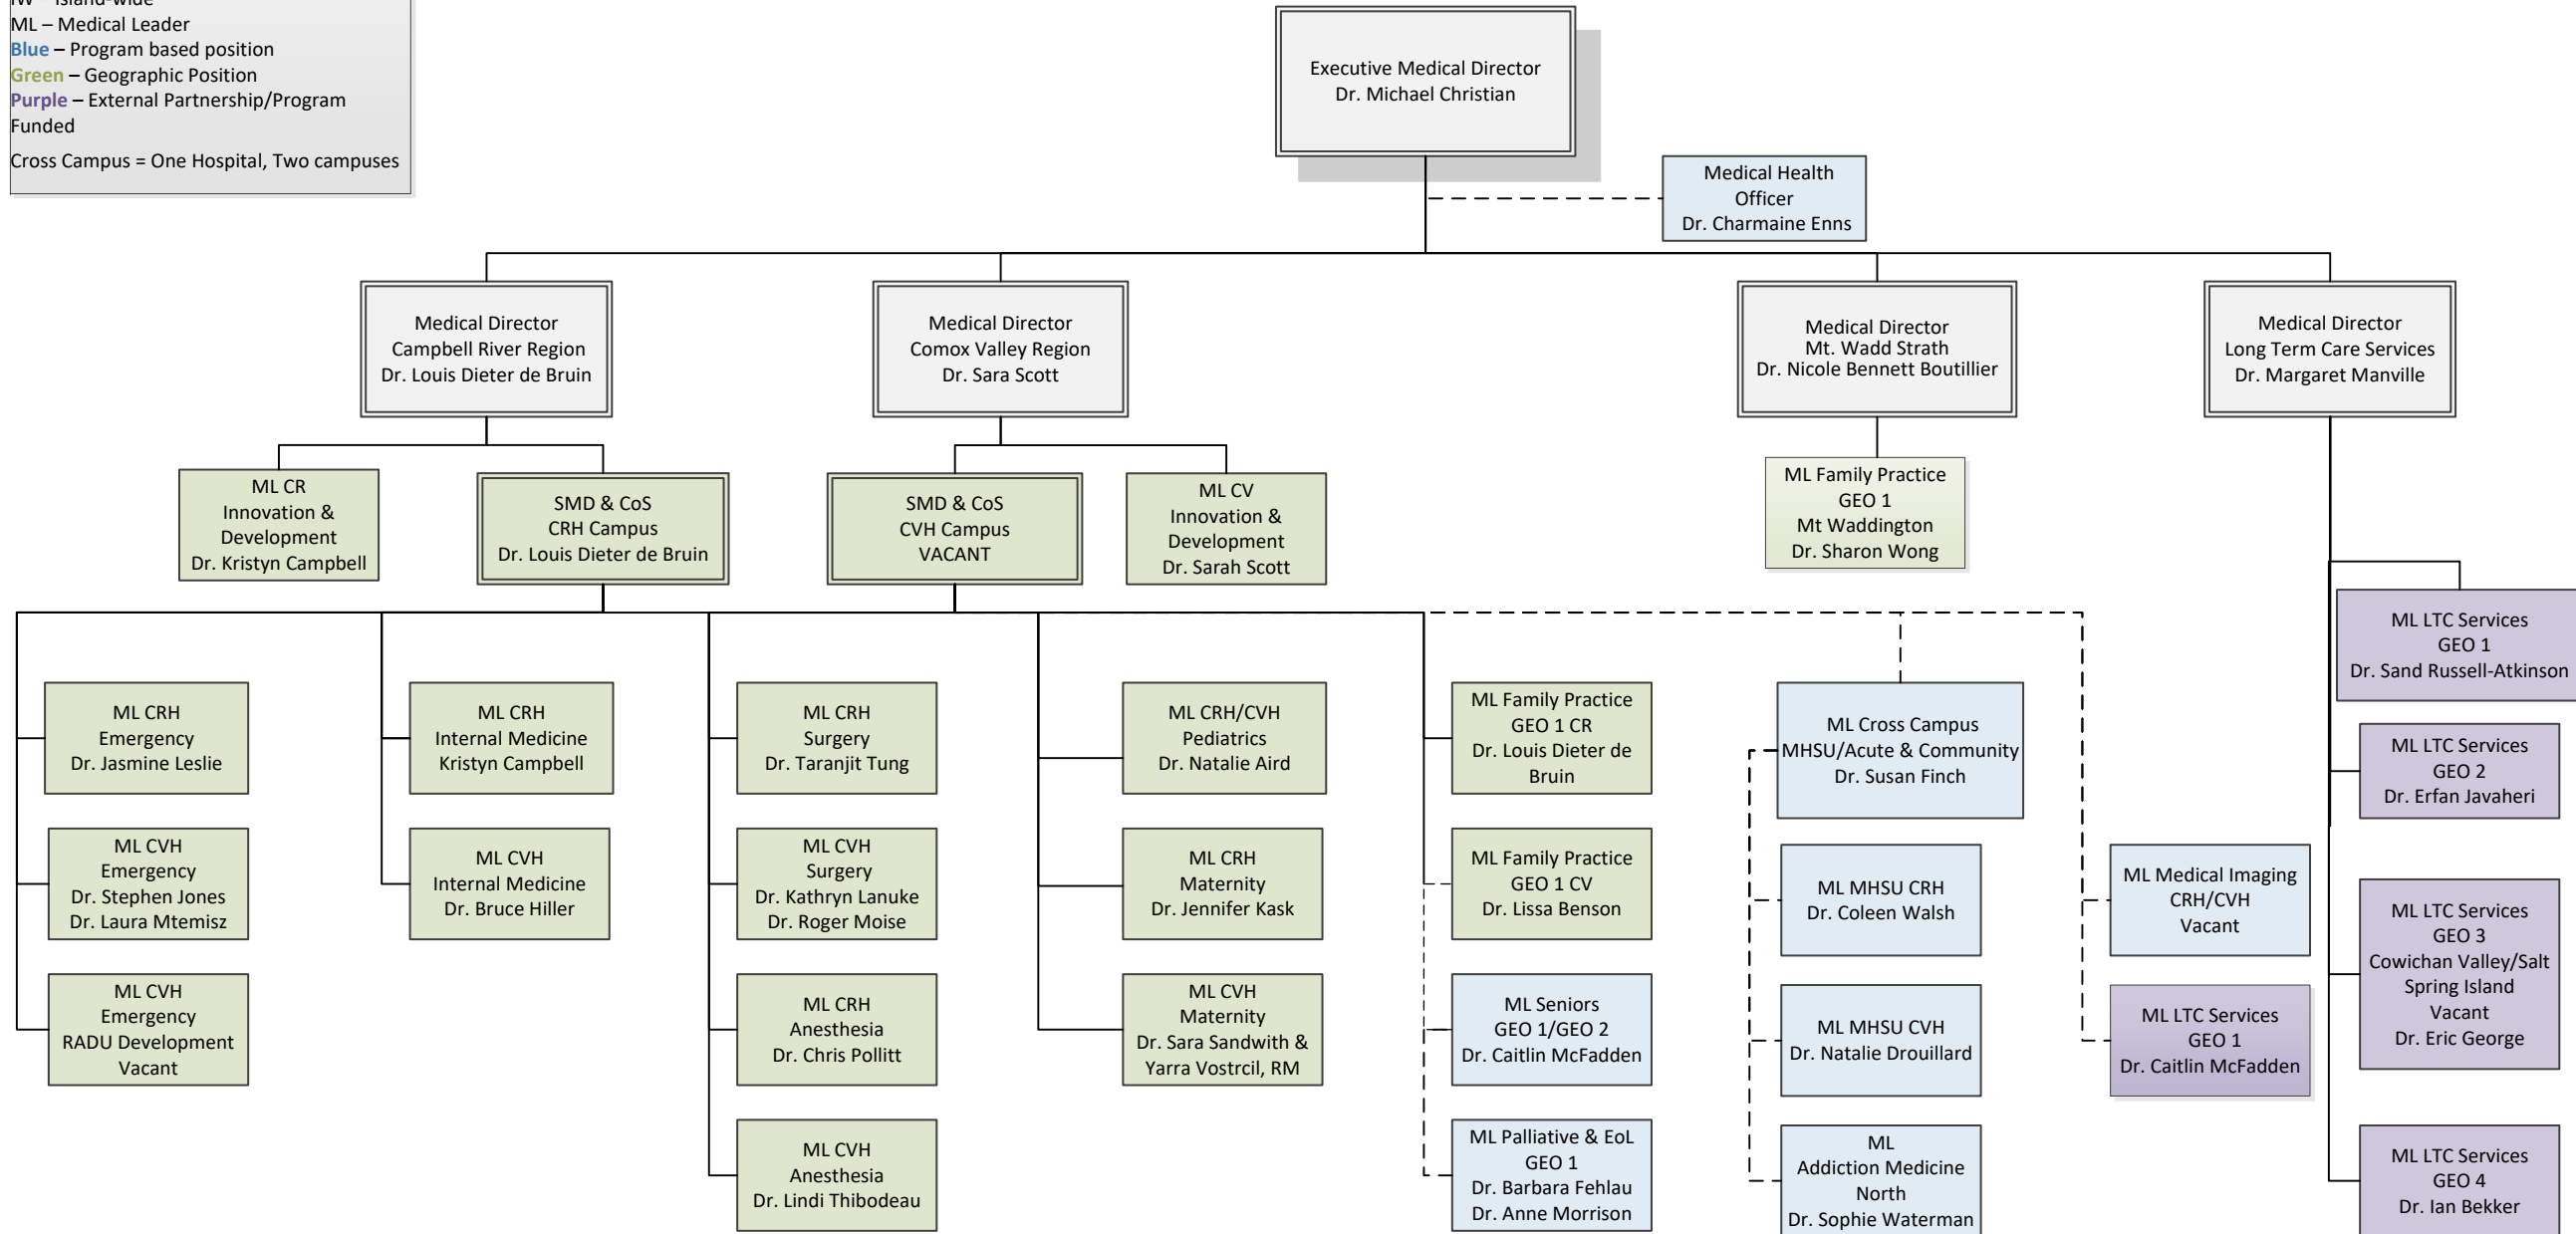 IW – Island-wide
ML – Medical Leader
Blue – Program based position
Green – Geographic Position
Purple – External Partnership/Program
Funded
Cross Campus = One Hospital, Two campuses
Executive Medical Director
Dr. Michael Christian
Medical Health
Officer
Dr. Charmaine Enns
Medical Director
Campbell River Region
Dr. Louis Dieter de Bruin
Medical Director
Comox Valley Region
Dr. Sara Scott
Medical Director
Mt. Wadd Strath
Dr. Nicole Bennett Boutillier
Medical Director
Long Term Care Services
Dr. Margaret Manville
ML CR
Innovation &
Development
Dr. Kristyn Campbell
SMD & CoS
CRH Campus
Dr. Louis Dieter de Bruin
SMD & CoS
CVH Campus
VACANT
ML CV
Innovation &
Development
Dr. Sarah Scott
ML Family Practice
GEO 1
Mt Waddington
Dr. Sharon Wong
ML LTC Services
GEO 1
Dr. Sand Russell-Atkinson
ML CRH
Emergency
Dr. Jasmine Leslie
ML CRH
Internal Medicine
Kristyn Campbell
ML CRH
Surgery
Dr. Taranjit Tung
ML CRH/CVH
Pediatrics
Dr. Natalie Aird
ML Family Practice
GEO 1 CR
Dr. Louis Dieter de
Bruin
ML Cross Campus
MHSU/Acute & Community
Dr. Susan Finch
ML LTC Services
GEO 2
Dr. Erfan Javaheri
ML CVH
Emergency
Dr. Stephen Jones
Dr. Laura Mtemisz
ML CVH
Internal Medicine
Dr. Bruce Hiller
ML CVH
Surgery
Dr. Kathryn Lanuke
Dr. Roger Moise
ML CRH
Maternity
Dr. Jennifer Kask
ML Family Practice
GEO 1 CV
Dr. Lissa Benson
ML MHSU CRH
Dr. Coleen Walsh
ML Medical Imaging
CRH/CVH
Vacant
ML LTC Services
GEO 3
Cowichan Valley/Salt
Spring Island
Vacant
Dr. Eric George
ML CVH
Emergency
RADU Development
Vacant
ML CRH
Anesthesia
Dr. Chris Pollitt
ML CVH
Maternity
Dr. Sara Sandwith &
Yarra Vostrcil, RM
ML Seniors
GEO 1/GEO 2
Dr. Caitlin McFadden
ML MHSU CVH
Dr. Natalie Drouillard
ML LTC Services
GEO 1
Dr. Caitlin McFadden
ML CVH
Anesthesia
Dr. Lindi Thibodeau
ML Palliative & EoL
GEO 1
Dr. Barbara Fehlau
Dr. Anne Morrison
ML
Addiction Medicine
North
Dr. Sophie Waterman
ML LTC Services
GEO 4
Dr. Ian Bekker